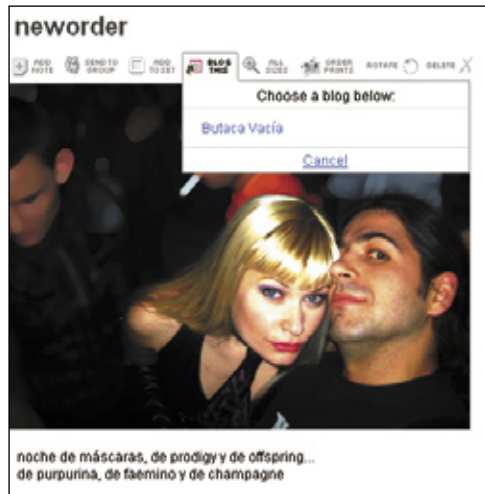 neworder
ADD NOTE SEND TO GROUP ADD TO SET BLOG THIS ALL SIZES ORDER PRINTS ROTATE DELETE
Choose a blog below:
Butaca Vacía
Cancel
noche de máscaras, de prodigy y de offspring...
de purpurina, de faemino y de champagne